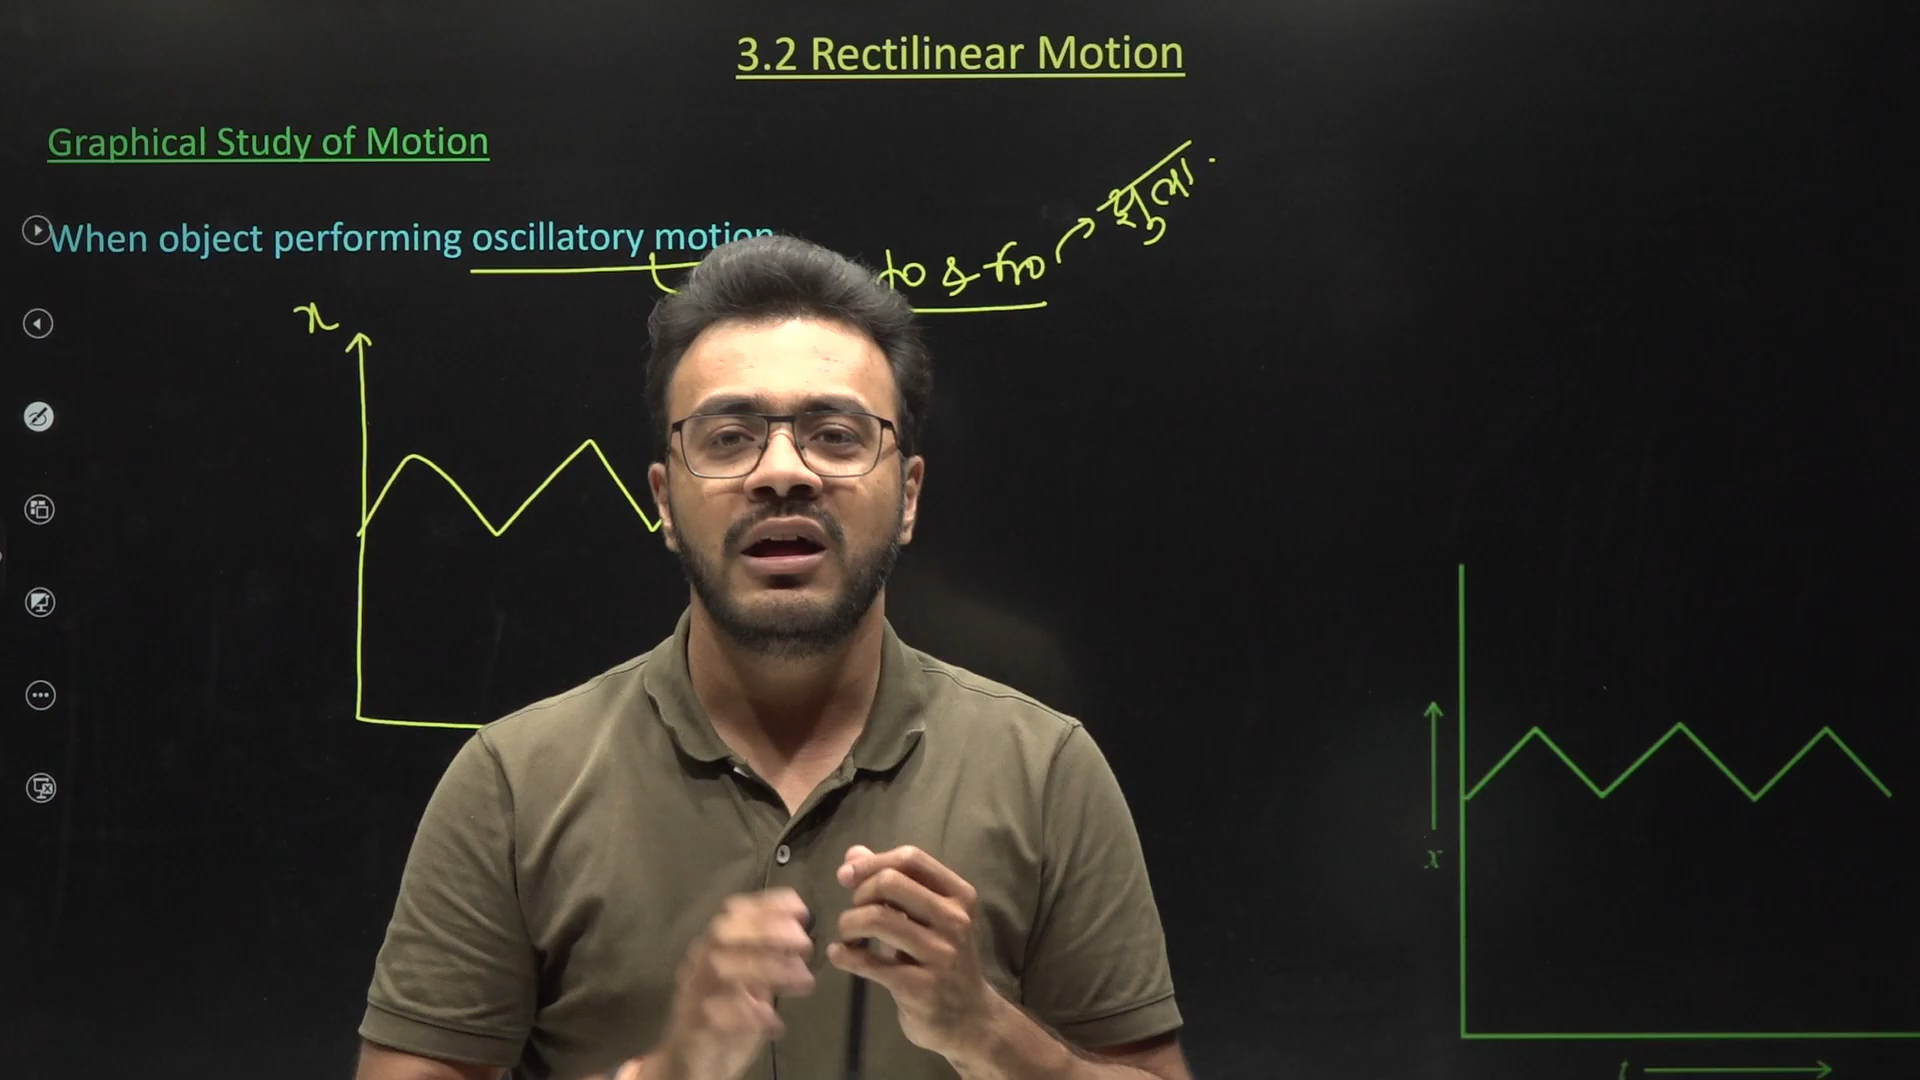 3.2 Rectilinear Motion
Graphical Study of Motion
When object performing oscillatory motion
to & fro → झुला.
x
x
t